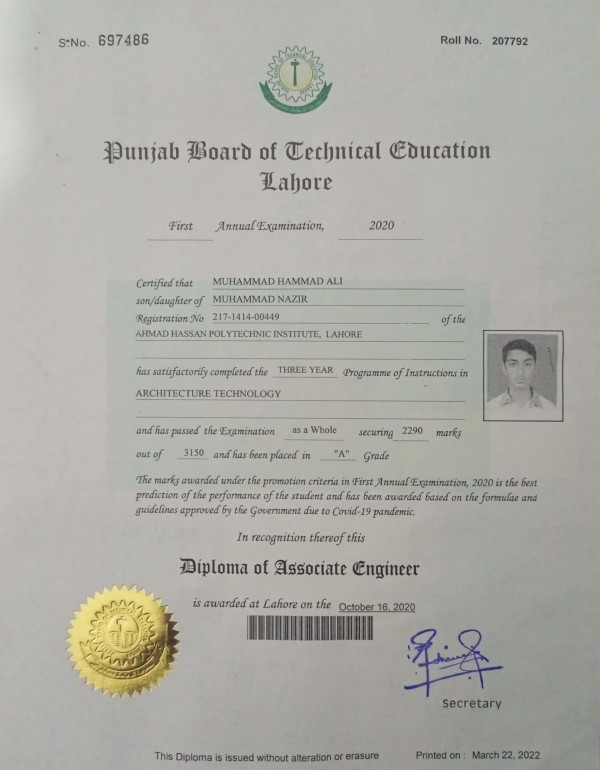 S.No. 697486 Roll No. 207792
Punjab Board of Technical Education
Lahore
First Annual Examination, 2020
Certified that MUHAMMAD HAMMAD ALI
son/daughter of MUHAMMAD NAZIR
Registration No 217-1414-00449 of the
AHMAD HASSAN POLYTECHNIC INSTITUTE, LAHORE
has satisfactorily completed the THREE YEAR Programme of Instructions in
ARCHITECTURE TECHNOLOGY
and has passed the Examination as a Whole securing 2290 marks
out of 3150 and has been placed in "A" Grade
The marks awarded under the promotion criteria in First Annual Examination, 2020 is the best
prediction of the performance of the student and has been awarded based on the formulae and
guidelines approved by the Government due to Covid-19 pandemic.
In recognition thereof this
Diploma of Associate Engineer
is awarded at Lahore on the October 16, 2020
Secretary
This Diploma is issued without alteration or erasure Printed on : March 22, 2022